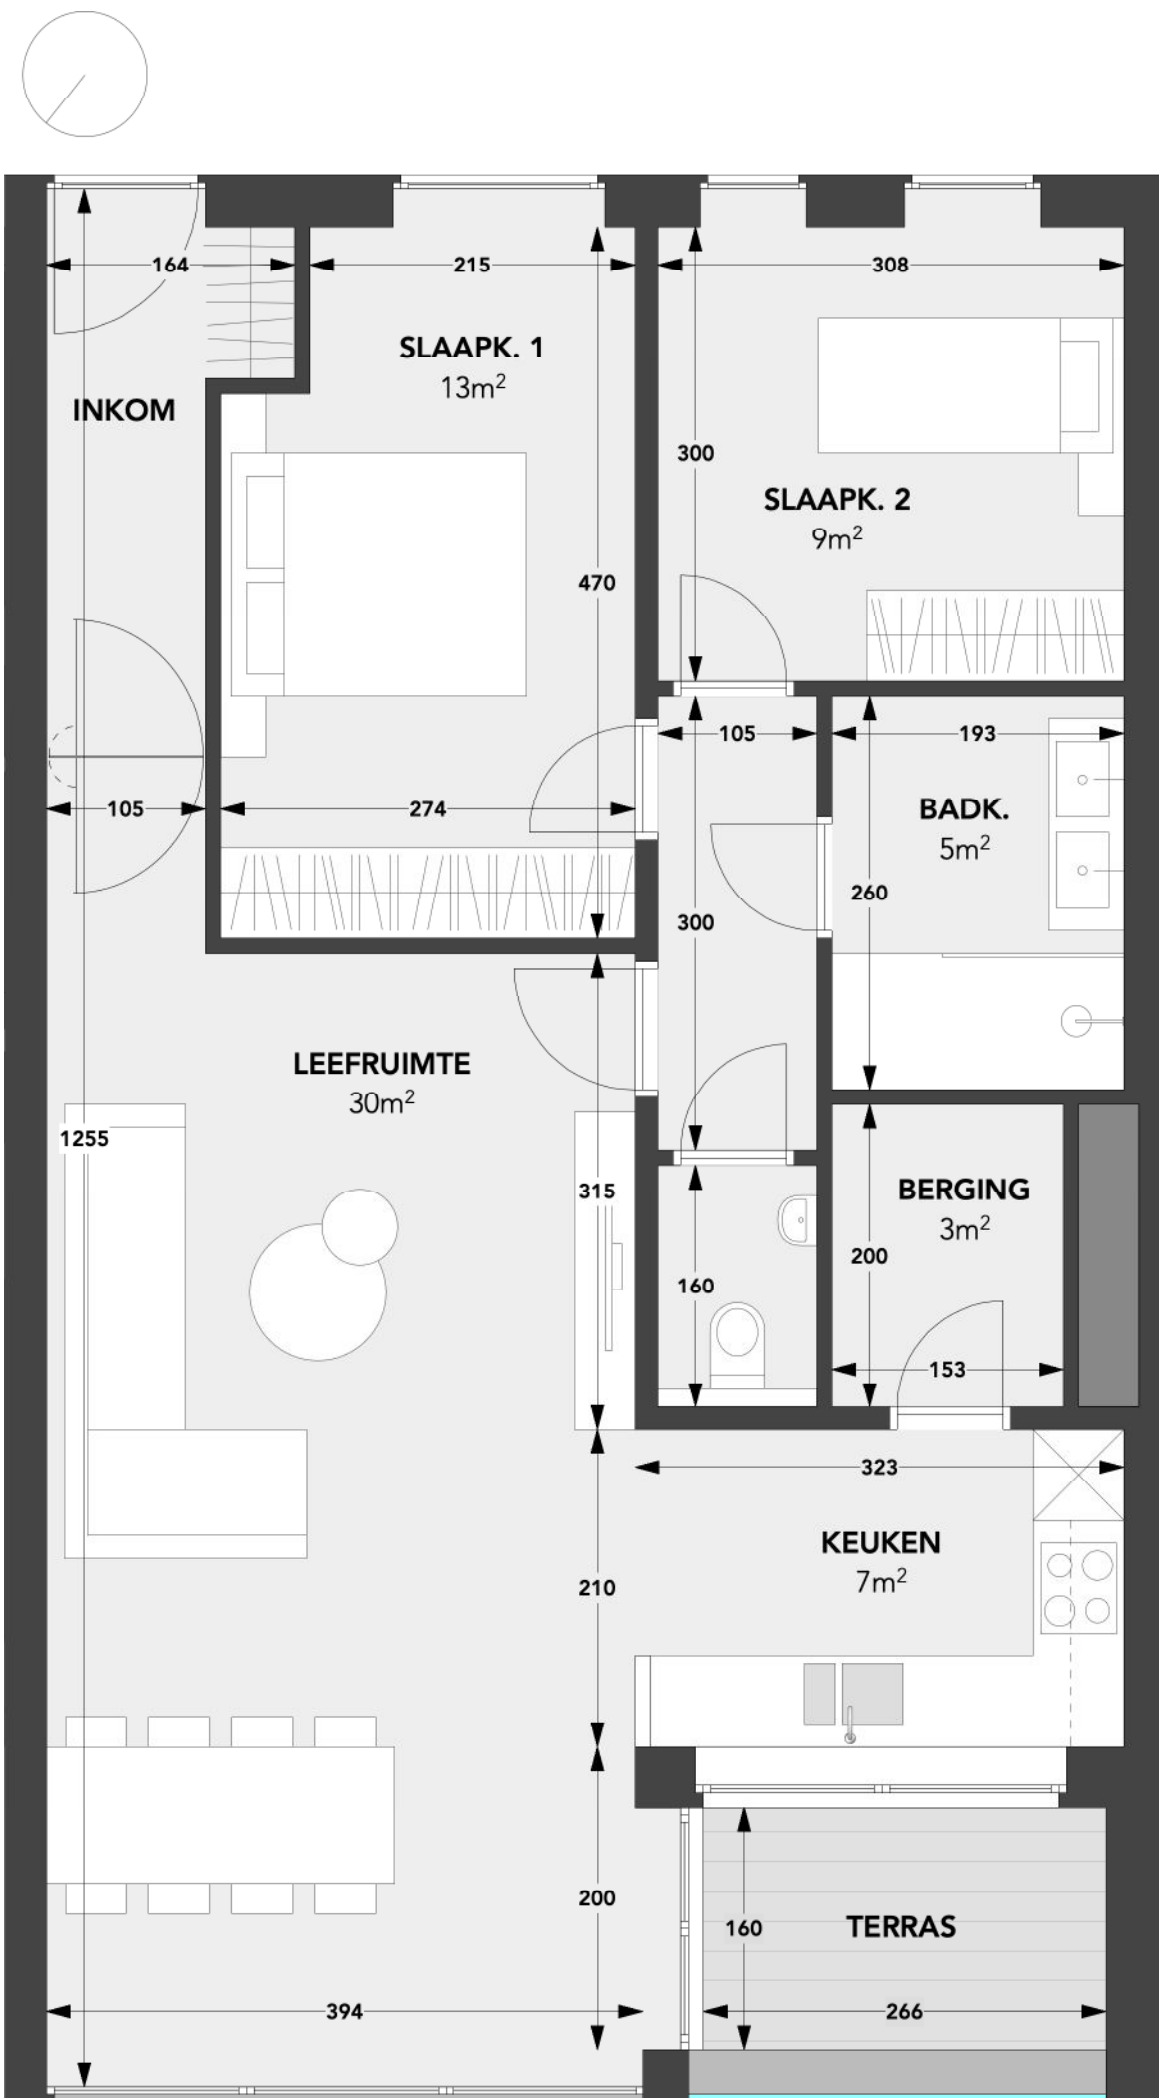 164
215
308
SLAAPK. 1
13m²
INKOM
300
SLAAPK. 2
9m²
470
105
193
105
274
BADK.
5m²
260
300
LEEFRUIMTE
30m²
1255
315
BERGING
3m²
200
160
153
323
KEUKEN
7m²
210
200
160
TERRAS
394
266